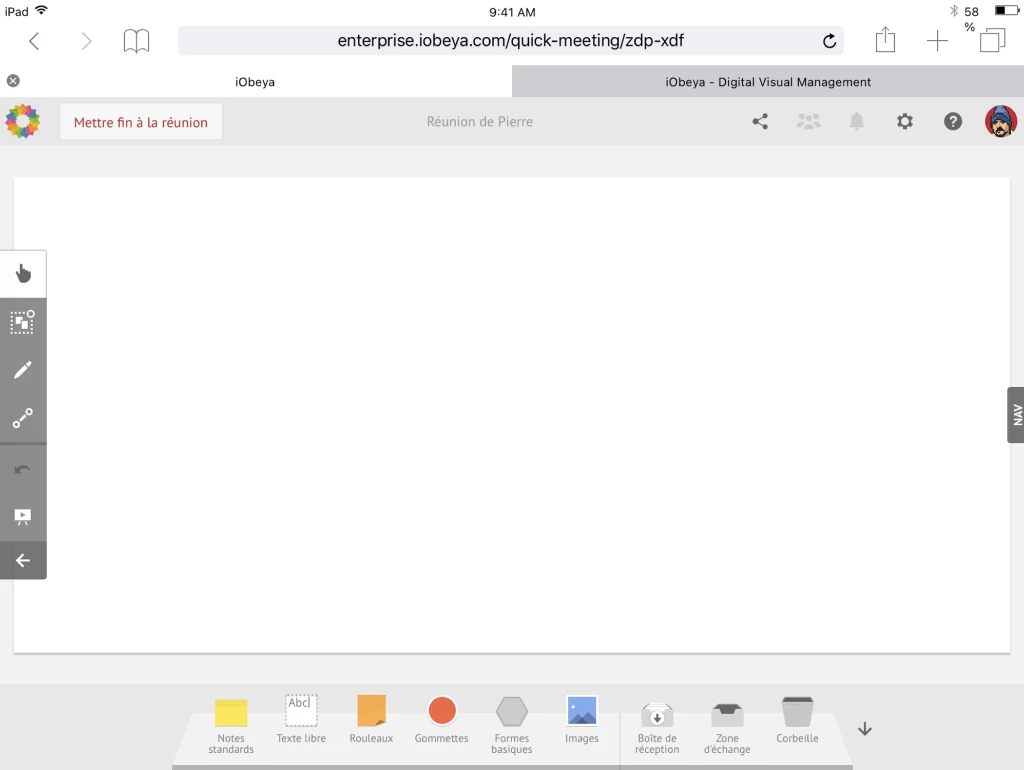 iPad 9:41 AM 58 %
enterprise.iobeya.com/quick-meeting/zdp-xdf
iObeya
iObeya - Digital Visual Management
Mettre fin à la réunion
Réunion de Pierre
NAV
Abc
Notes
standards
Texte libre
Rouleaux
Gommettes
Formes
basiques
Images
Boîte de
réception
Zone
d'échange
Corbeille